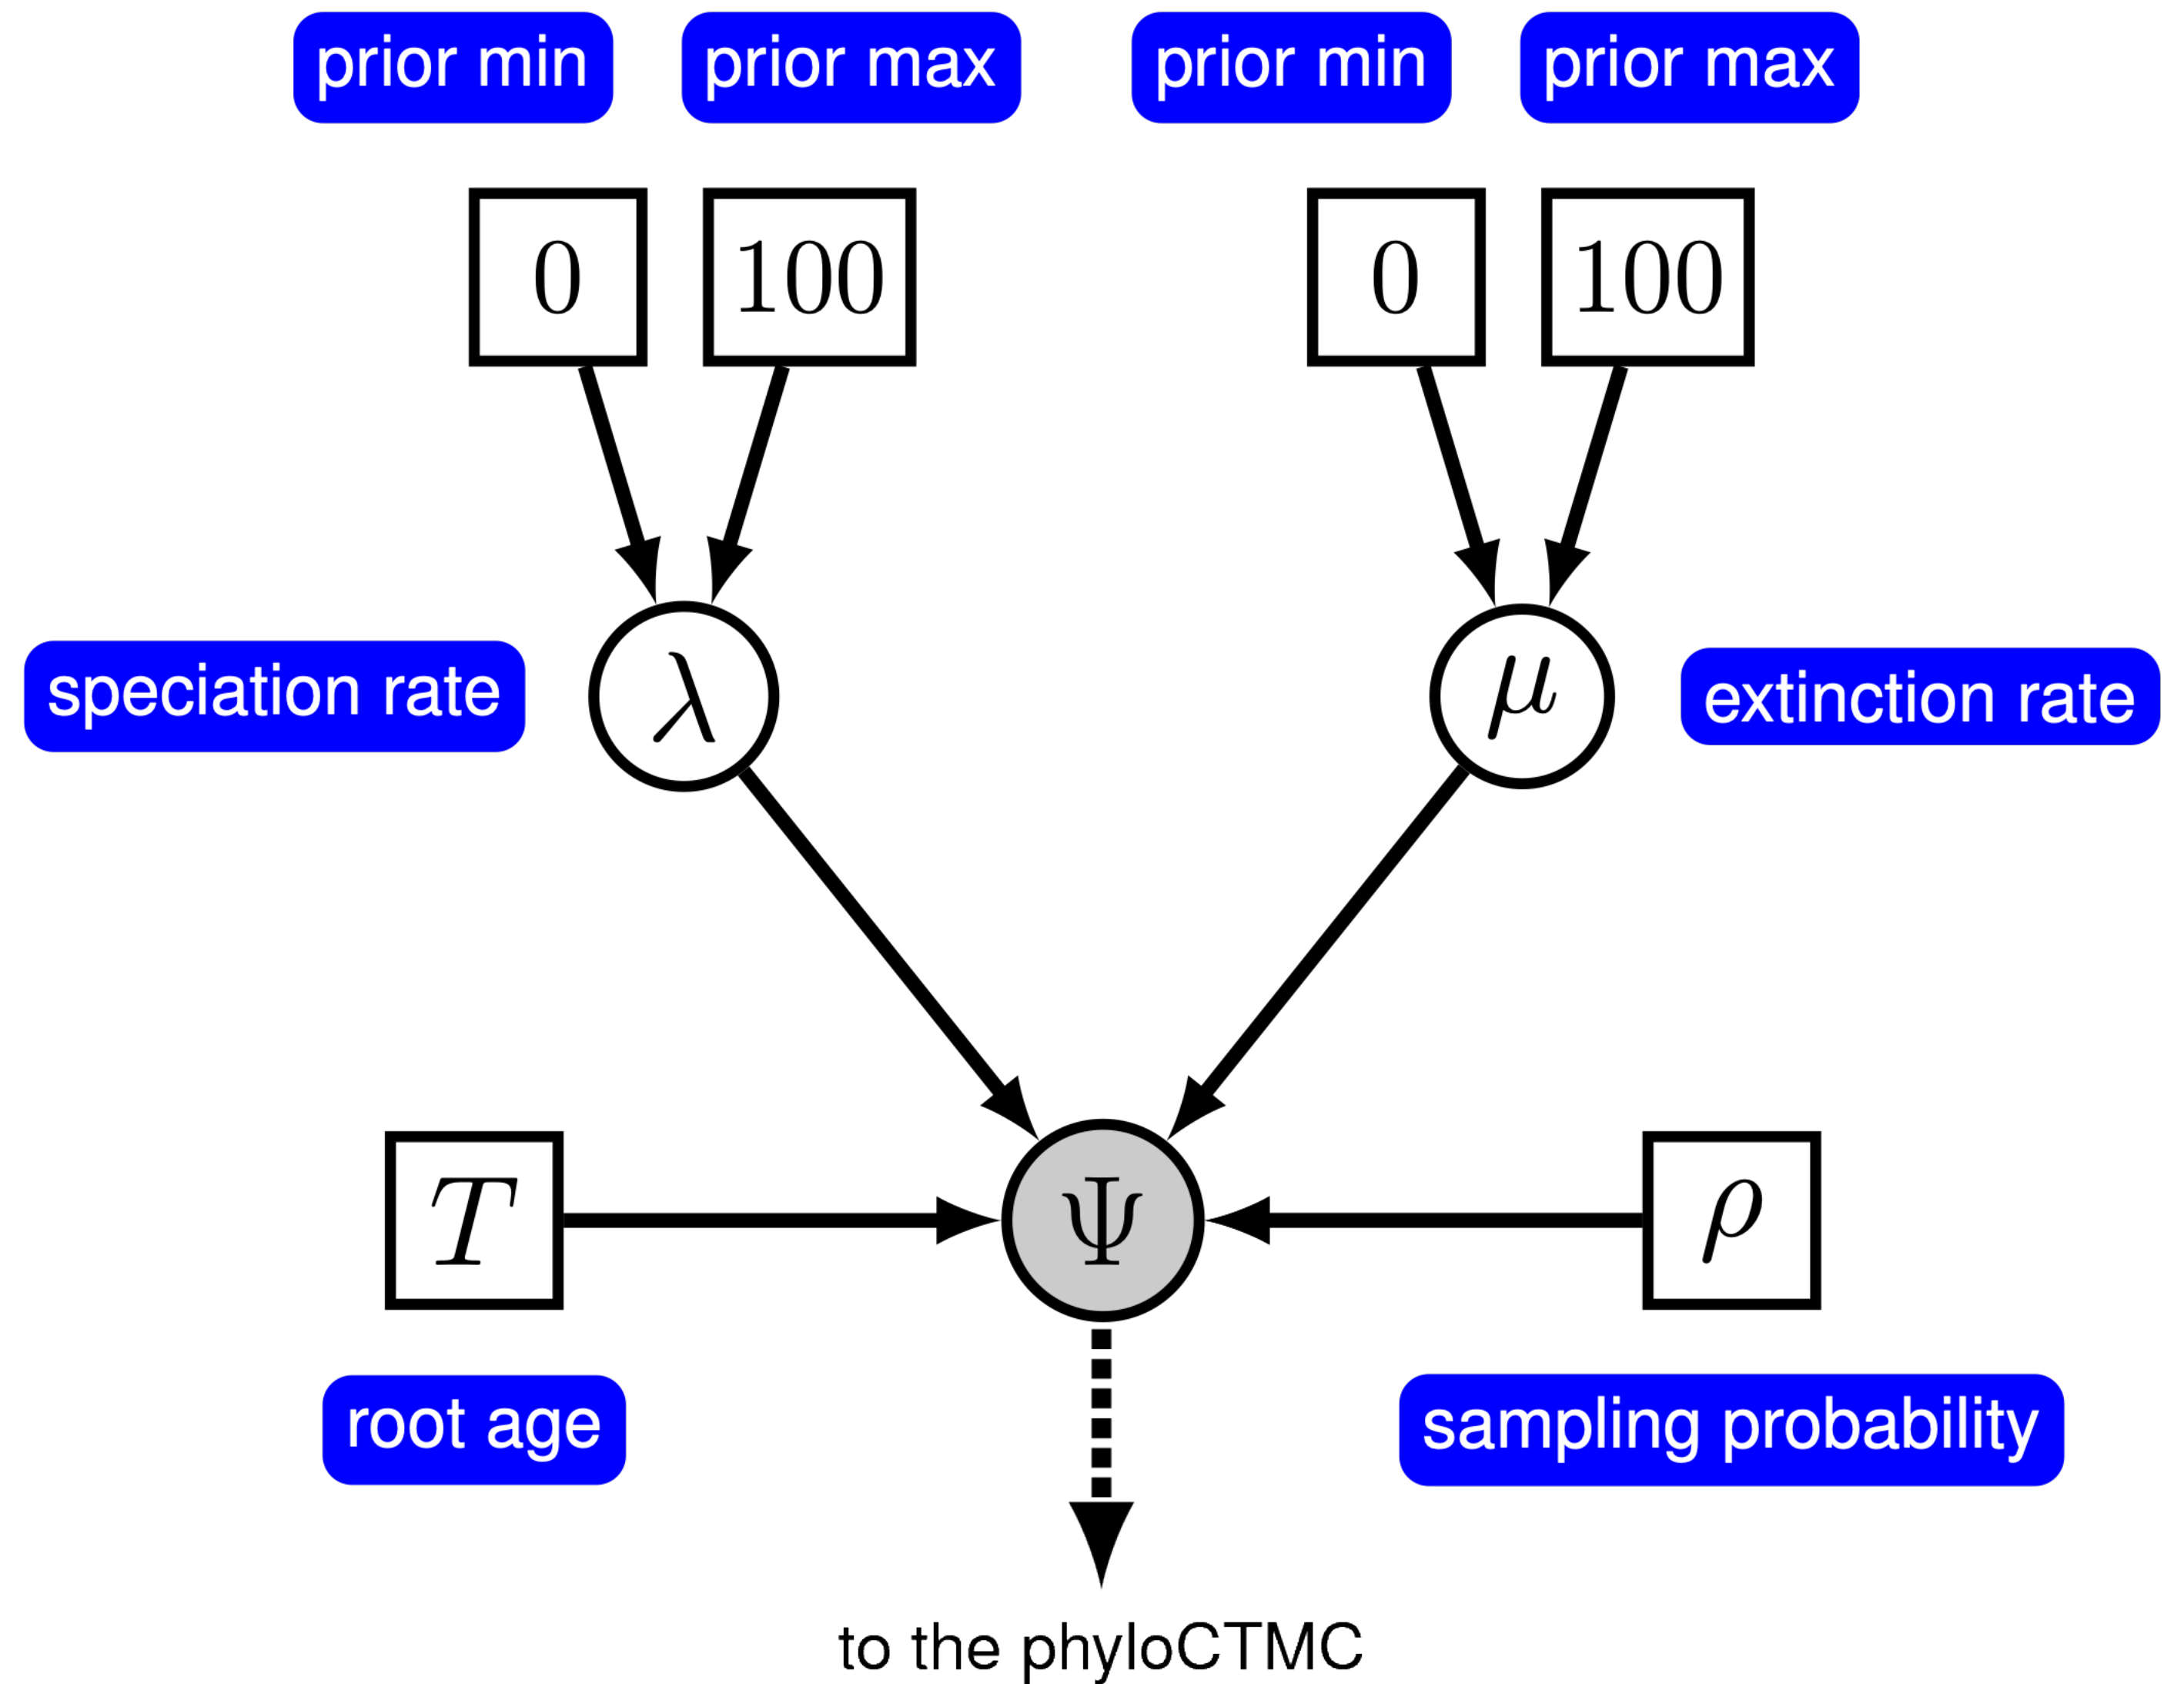 prior min prior max prior min prior max
0 100 0 100
speciation rate λ μ extinction rate
T Ψ ρ
root age sampling probability
to the phyloCTMC